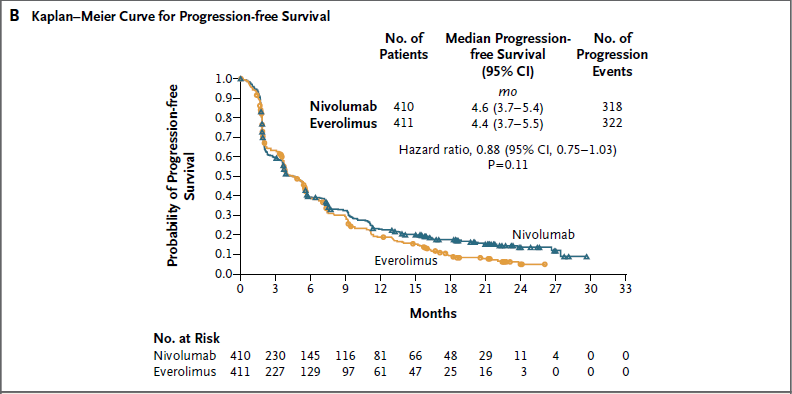 B Kaplan–Meier Curve for Progression-free Survival
No. of Patients
Median Progression-free Survival (95% CI)
No. of Progression Events
mo
Nivolumab 410 4.6 (3.7–5.4) 318
Everolimus 411 4.4 (3.7–5.5) 322
Hazard ratio, 0.88 (95% CI, 0.75–1.03)
P=0.11
Probability of Progression-free Survival
1.0
0.9
0.8
0.7
0.6
0.5
0.4
0.3
0.2
0.1
0.0
Nivolumab
Everolimus
0 3 6 9 12 15 18 21 24 27 30 33
Months
No. at Risk
Nivolumab 410 230 145 116 81 66 48 29 11 4 0 0
Everolimus 411 227 129 97 61 47 25 16 3 0 0 0